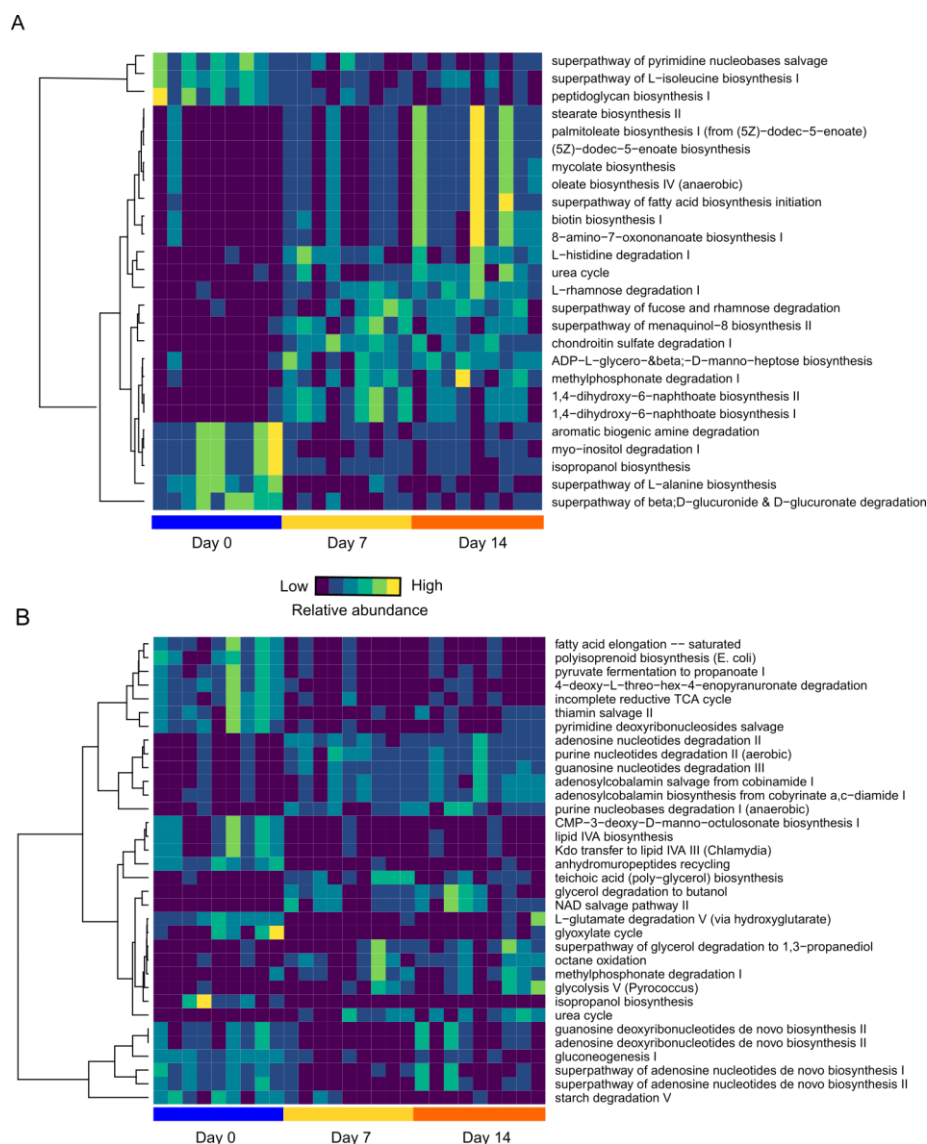 A
superpathway of pyrimidine nucleobases salvage
superpathway of L−isoleucine biosynthesis I
peptidoglycan biosynthesis I
stearate biosynthesis II
palmitoleate biosynthesis I (from (5Z)−dodec−5−enoate)
(5Z)−dodec−5−enoate biosynthesis
mycolate biosynthesis
oleate biosynthesis IV (anaerobic)
superpathway of fatty acid biosynthesis initiation
biotin biosynthesis I
8−amino−7−oxononanoate biosynthesis I
L−histidine degradation I
urea cycle
L−rhamnose degradation I
superpathway of fucose and rhamnose degradation
superpathway of menaquinol−8 biosynthesis II
chondroitin sulfate degradation I
ADP−L−glycero−&beta;−D−manno−heptose biosynthesis
methylphosphonate degradation I
1,4−dihydroxy−6−naphthoate biosynthesis II
1,4−dihydroxy−6−naphthoate biosynthesis I
aromatic biogenic amine degradation
myo−inositol degradation I
isopropanol biosynthesis
superpathway of L−alanine biosynthesis
superpathway of beta;D−glucuronide & D−glucuronate degradation
Day 0 Day 7 Day 14
Low High
Relative abundance
B
fatty acid elongation −− saturated
polyisoprenoid biosynthesis (E. coli)
pyruvate fermentation to propanoate I
4−deoxy−L−threo−hex−4−enopyranuronate degradation
incomplete reductive TCA cycle
thiamin salvage II
pyrimidine deoxyribonucleosides salvage
adenosine nucleotides degradation II
purine nucleotides degradation II (aerobic)
guanosine nucleotides degradation III
adenosylcobalamin salvage from cobinamide I
adenosylcobalamin biosynthesis from cobyrinate a,c−diamide I
purine nucleobases degradation I (anaerobic)
CMP−3−deoxy−D−manno−octulosonate biosynthesis I
lipid IVA biosynthesis
Kdo transfer to lipid IVA III (Chlamydia)
anhydromuropeptides recycling
teichoic acid (poly−glycerol) biosynthesis
glycerol degradation to butanol
NAD salvage pathway II
L−glutamate degradation V (via hydroxyglutarate)
glyoxylate cycle
superpathway of glycerol degradation to 1,3−propanediol
octane oxidation
methylphosphonate degradation I
glycolysis V (Pyrococcus)
isopropanol biosynthesis
urea cycle
guanosine deoxyribonucleotides de novo biosynthesis II
adenosine deoxyribonucleotides de novo biosynthesis II
gluconeogenesis I
superpathway of adenosine nucleotides de novo biosynthesis I
superpathway of adenosine nucleotides de novo biosynthesis II
starch degradation V
Day 0 Day 7 Day 14